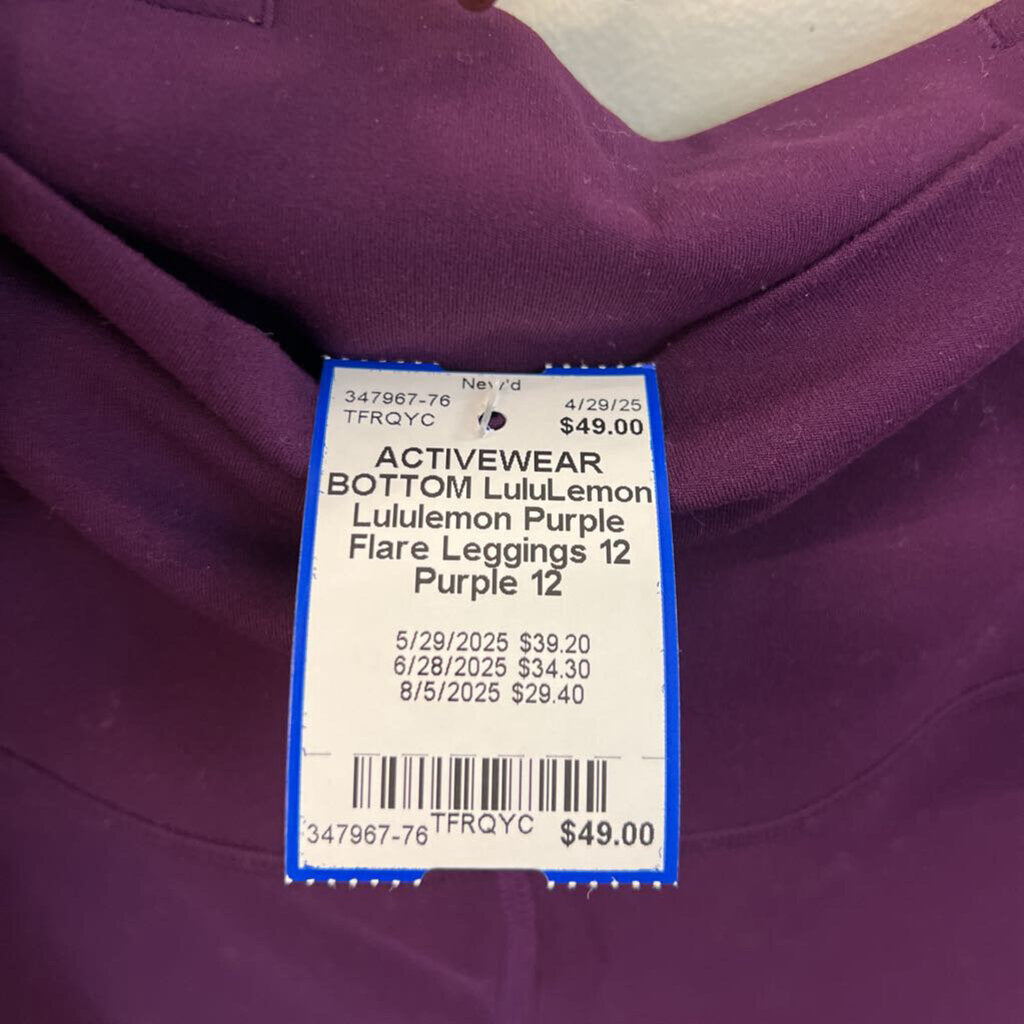 New'd
347967-76 4/29/25
TFRQYC $49.00
ACTIVEWEAR
BOTTOM LuluLemon
Lululemon Purple
Flare Leggings 12
Purple 12
5/29/2025 $39.20
6/28/2025 $34.30
8/5/2025 $29.40
347967-76 TFRQYC $49.00